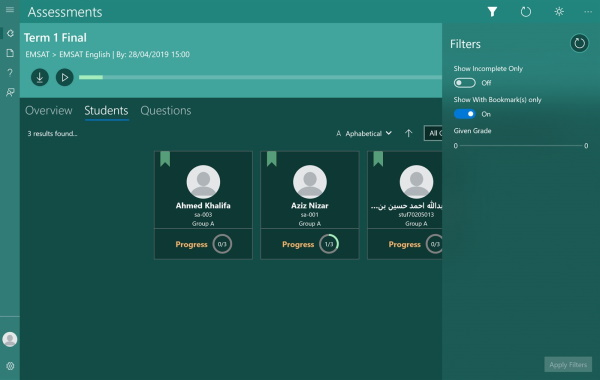 Assessments
Term 1 Final
EMSAT > EMSAT English | By: 28/04/2019 15:00
Overview
Students
Questions
3 results found...
A Aphabetical
All
Ahmed Khalifa
sa-003
Group A
Progress
0/3
Aziz Nizar
sa-001
Group A
Progress
1/3
عبدالله احمد حسين بن...
stuf70205013
Group A
Progress
0/3
Filters
Show Incomplete Only
Off
Show With Bookmark(s) only
On
Given Grade
0
0
Apply Filters